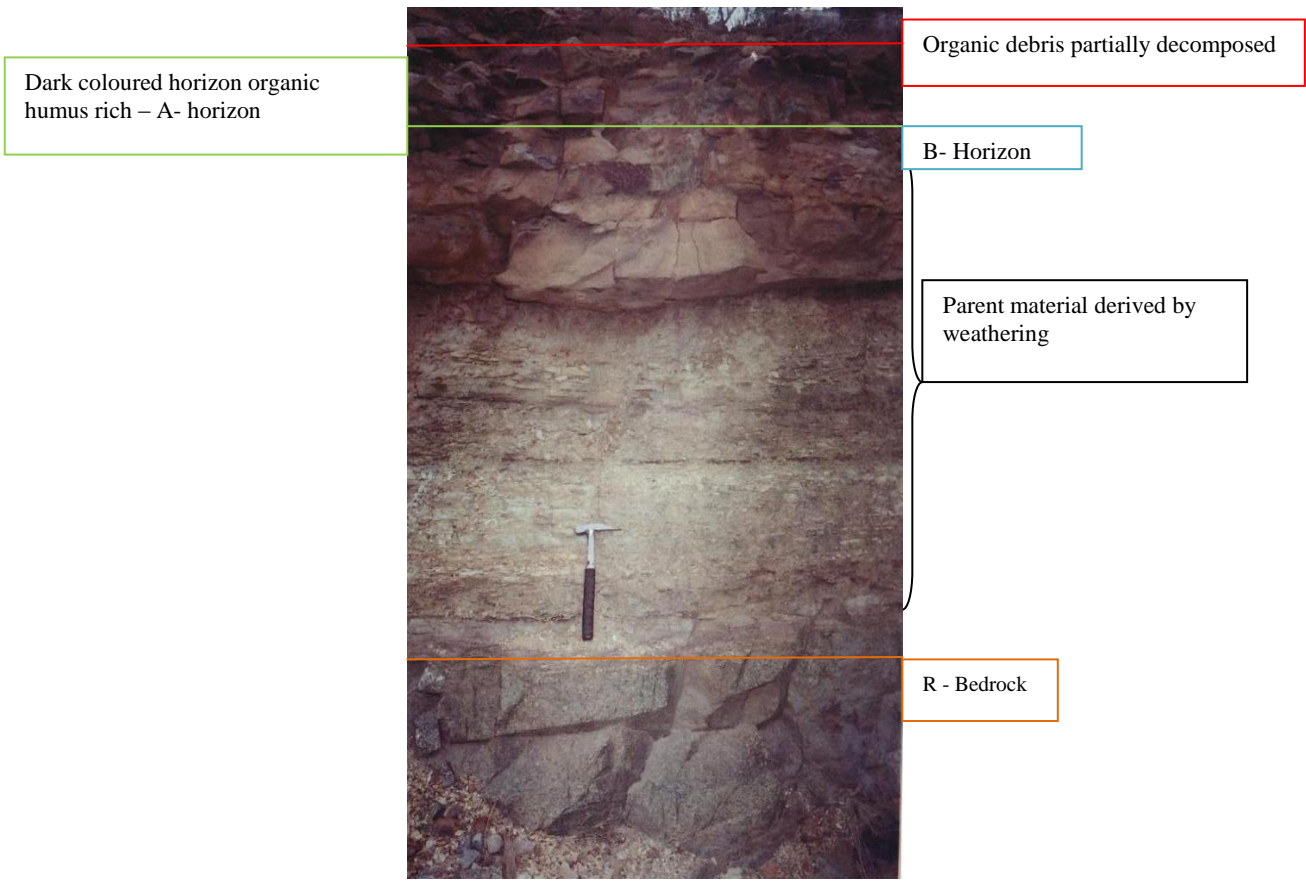 Organic debris partially decomposed
Dark coloured horizon organic
humus rich – A- horizon
B- Horizon
Parent material derived by
weathering
R - Bedrock